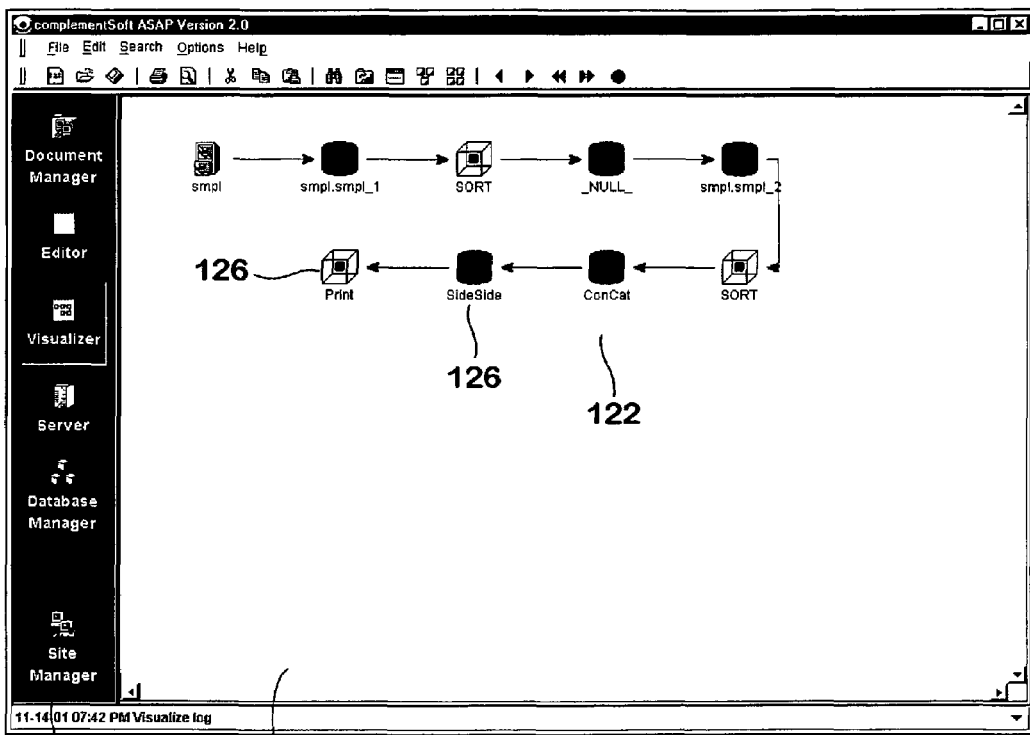 complementSoft ASAP Version 2.0
File Edit Search Options Help
Document
Manager
Editor
Visualizer
Server
Database
Manager
Site
Manager
smpl
smpl.smpl_1
SORT
_NULL_
smpl.smpl_2
126
Print
SideSide
ConCat
SORT
126
122
11-14-01 07:42 PM Visualize log